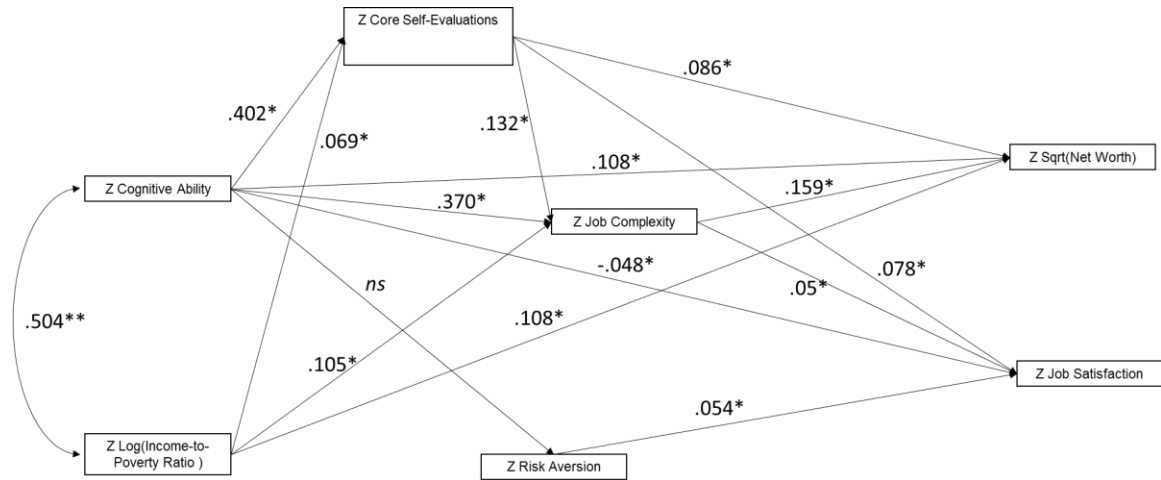 Z Core Self-Evaluations
.086*
.402*
.132*
.069*
.108*
Z Sqrt(Net Worth)
Z Cognitive Ability
.159*
.370*
Z Job Complexity
-.048*
.078*
ns
.05*
.504**
.108*
.105*
Z Job Satisfaction
.054*
Z Log(Income-to-
Poverty Ratio )
Z Risk Aversion